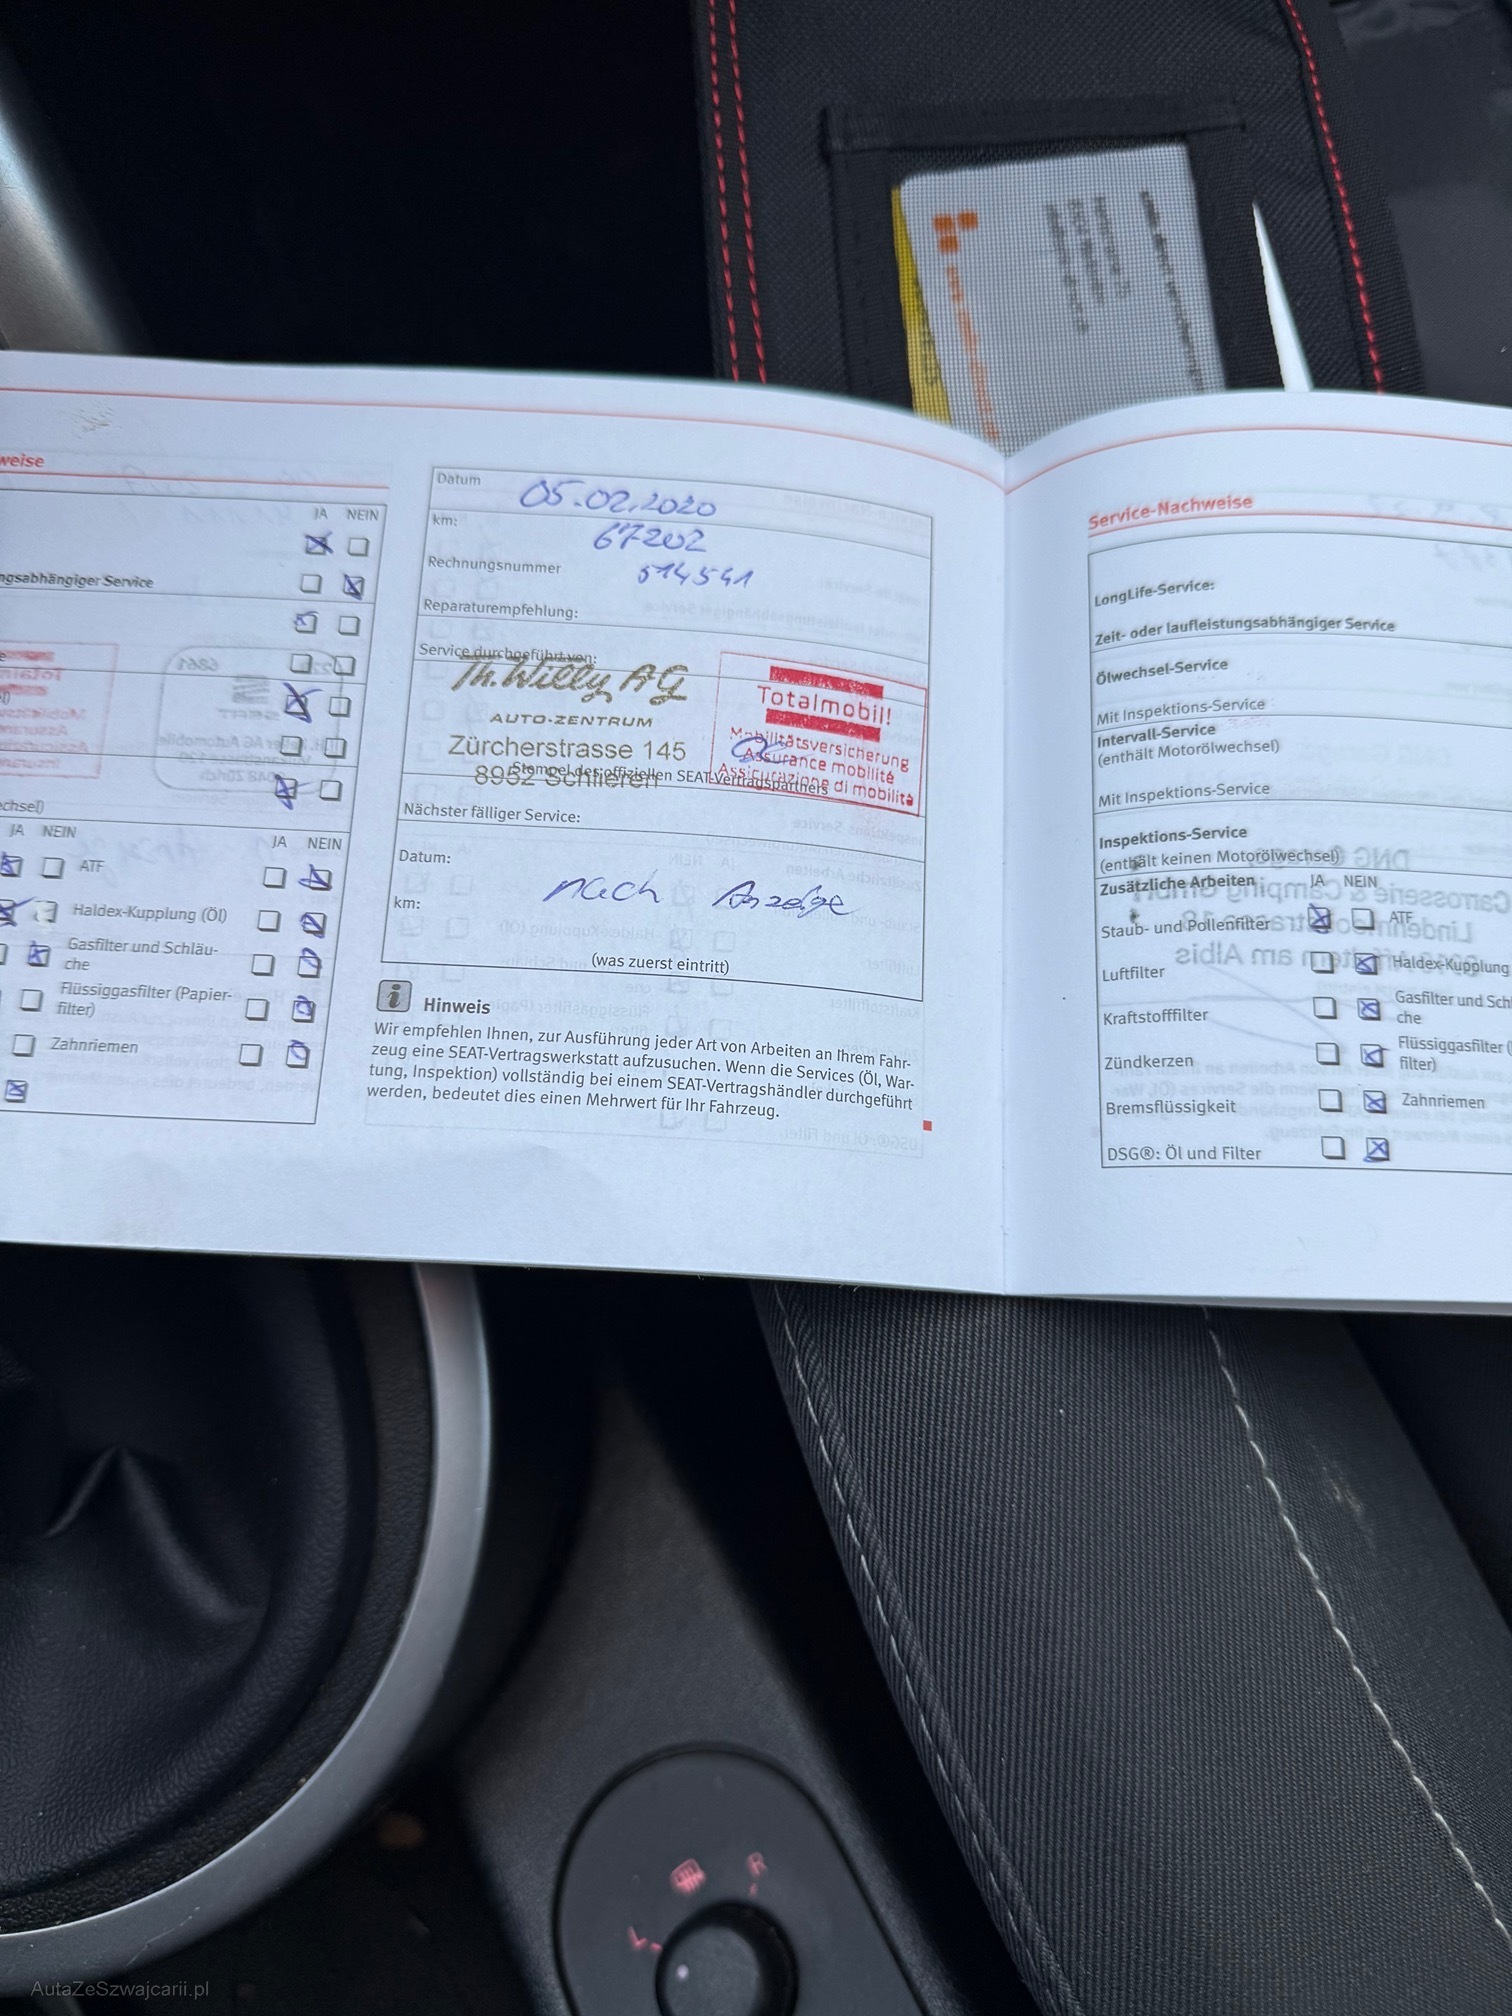 weise
JA NEIN
ngsabhängiger Service
echsel)
JA NEIN JA NEIN
ATF
Haldex-Kupplung (Öl)
Gasfilter und Schläu-
che
Flüssiggasfilter (Papier-
filter)
Zahnriemen
Datum 05.02.2020
km: 67202
Rechnungsnummer 514541
Reparaturempfehlung:
Service durchgeführt von:
Th. Willy AG
AUTO-ZENTRUM
Zürcherstrasse 145
8952 Schlieren
Stempel des offiziellen SEAT-Vertragspartners
Totalmobil!
Mobilitätsversicherung
Assurance mobilité
Assicurazione di mobilità
Nächster fälliger Service:
Datum:
km: nach Anzeige
(was zuerst eintritt)
Hinweis
Wir empfehlen Ihnen, zur Ausführung jeder Art von Arbeiten an Ihrem Fahr-
zeug eine SEAT-Vertragswerkstatt aufzusuchen. Wenn die Services (Öl, War-
tung, Inspektion) vollständig bei einem SEAT-Vertragshändler durchgeführt
werden, bedeutet dies einen Mehrwert für Ihr Fahrzeug.
Service-Nachweise
LongLife-Service:
Zeit- oder laufleistungsabhängiger Service
Ölwechsel-Service
Mit Inspektions-Service
Intervall-Service
(enthält Motorölwechsel)
Mit Inspektions-Service
Inspektions-Service
(enthält keinen Motorölwechsel)
Zusätzliche Arbeiten JA NEIN
Staub- und Pollenfilter ATF
Luftfilter Haldex-Kupplung
Kraftstofffilter Gasfilter und Sch
che
Zündkerzen Flüssiggasfilter (
filter)
Bremsflüssigkeit Zahnriemen
DSG®: Öl und Filter
R
L
AutaZeSzwajcarii.pl